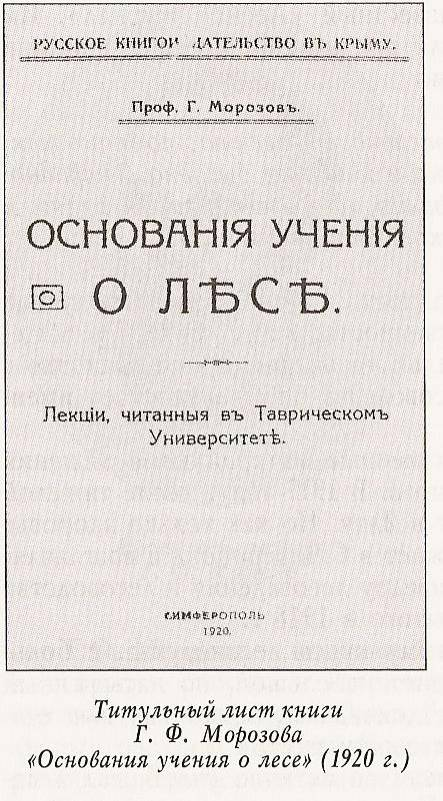 РУССКОЕ КНИГОИ ДАТЕЛЬСТВО ВЪ КРЫМУ.
Проф. Г. Морозовъ.
ОСНОВАНІЯ УЧЕНІЯ
О ЛѢСѢ.
Лекціи, читанныя въ Таврическомъ
Университетѣ.
СИМФЕРОПОЛЬ
1920.
Титульный лист книги
Г. Ф. Морозова
«Основания учения о лесе» (1920 г.)